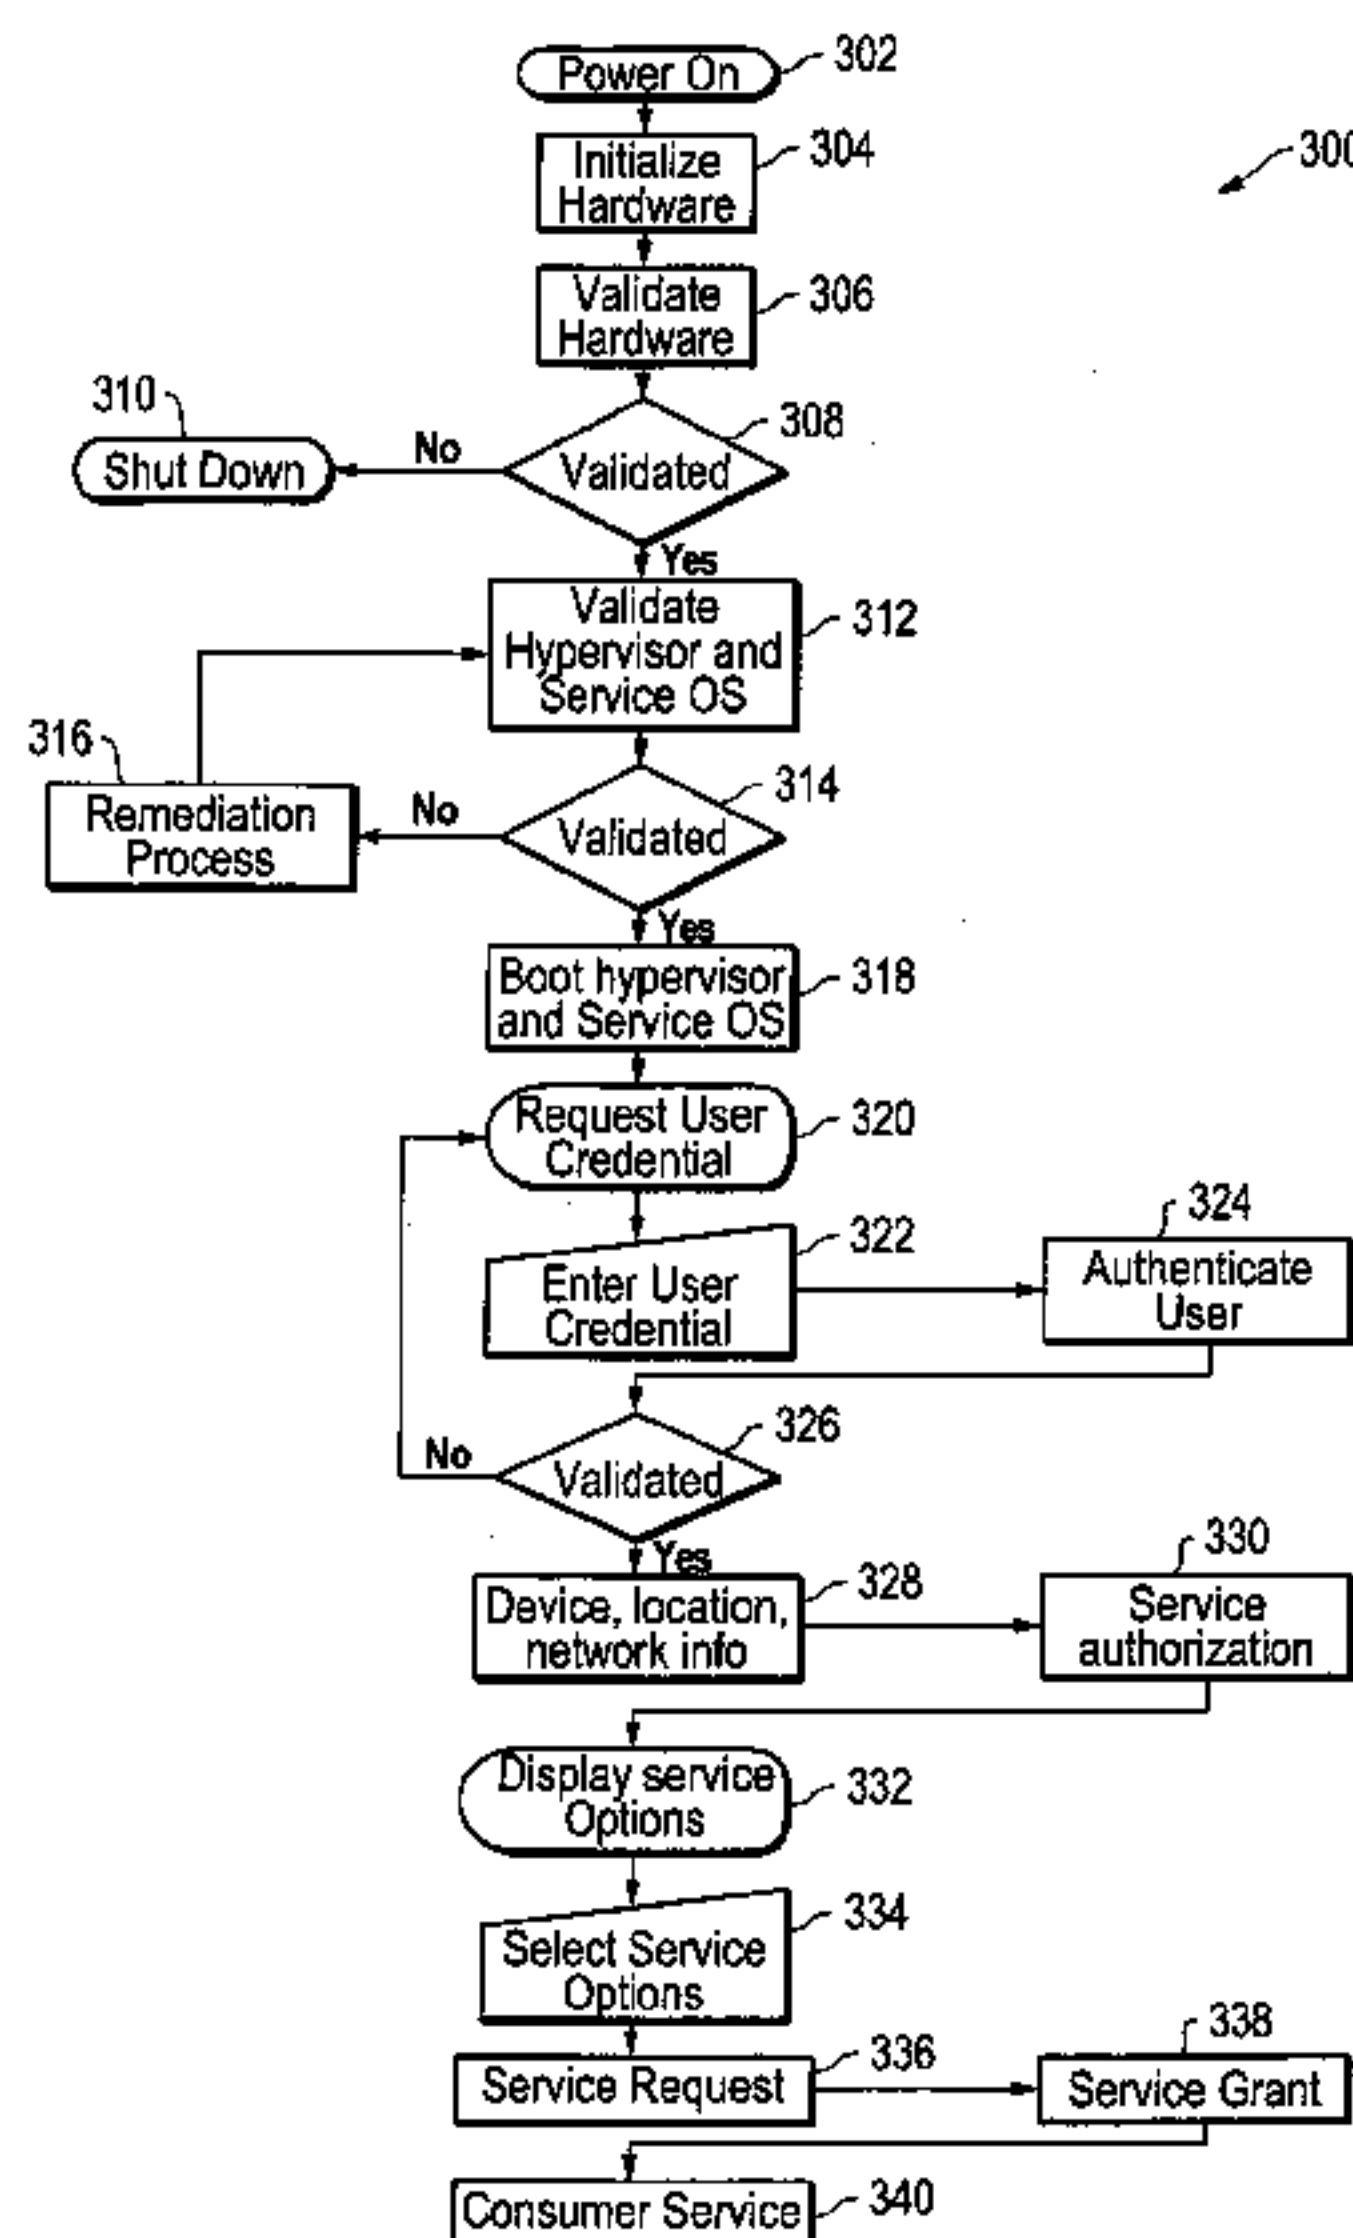 Power On
302
Initialize
Hardware
304
300
Validate
Hardware
306
310
Shut Down
No
Validated
308
Yes
Validate
Hypervisor and
Service OS
312
316
Remediation
Process
No
Validated
314
Yes
Boot hypervisor
and Service OS
318
Request User
Credential
320
Enter User
Credential
322
324
Authenticate
User
No
Validated
326
Yes
Device, location,
network info
328
330
Service
authorization
Display service
Options
332
Select Service
Options
334
Service Request
336
338
Service Grant
Consumer Service
340